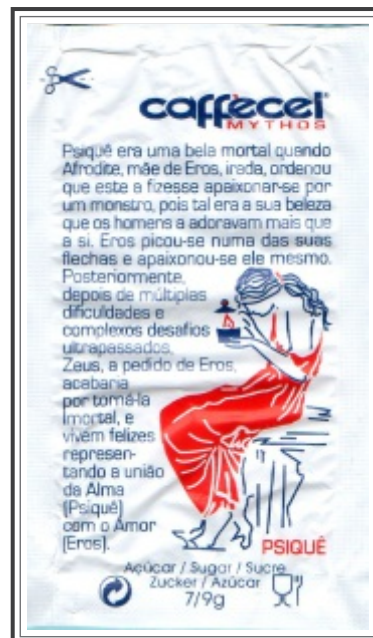 caffècel
MYTHOS
Psiquê era uma bela mortal quando
Afrodite, mãe de Eros, irada, ordenou
que este a fizesse apaixonar-se por
um monstro, pois tal era a sua beleza
que os homens a adoravam mais que
a si. Eros picou-se numa das suas
flechas e apaixonou-se ele mesmo.
Posteriormente,
depois de múltiplas
dificuldades e
complexos desafios
ultrapassados,
Zeus, a pedido de Eros,
acabaria
por torná-la
imortal, e
vivem felizes
represen-
tando a união
da Alma
(Psiquê)
com o Amor
(Eros).
PSIQUÊ
Açúcar / Sugar / Sucre
Zucker / Azúcar
7/9g